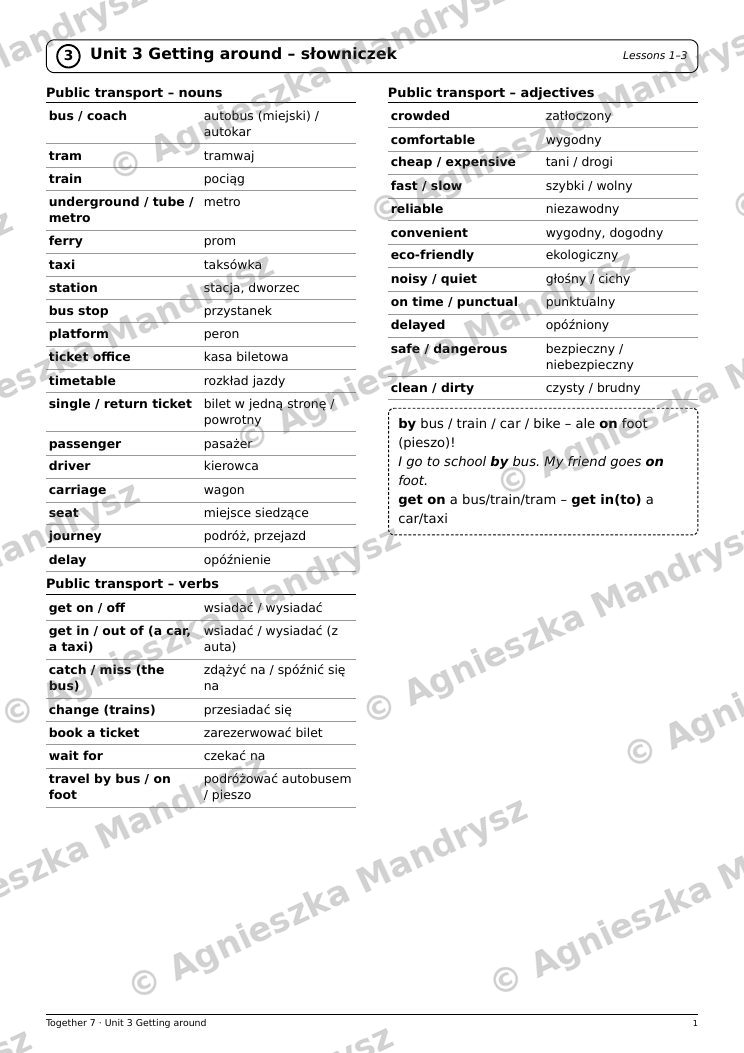 3 Unit 3 Getting around – słowniczek Lessons 1–3
Public transport – nouns
bus / coach autobus (miejski) /
autokar
tram tramwaj
train pociąg
underground / tube / metro
metro
ferry prom
taxi taksówka
station stacja, dworzec
bus stop przystanek
platform peron
ticket office kasa biletowa
timetable rozkład jazdy
single / return ticket bilet w jedną stronę /
powrotny
passenger pasażer
driver kierowca
carriage wagon
seat miejsce siedzące
journey podróż, przejazd
delay opóźnienie
Public transport – verbs
get on / off wsiadać / wysiadać
get in / out of (a car, wsiadać / wysiadać (z
a taxi) auta)
catch / miss (the zdążyć na / spóźnić się
bus) na
change (trains) przesiadać się
book a ticket zarezerwować bilet
wait for czekać na
travel by bus / on podróżować autobusem
foot / pieszo
Public transport – adjectives
crowded zatłoczony
comfortable wygodny
cheap / expensive tani / drogi
fast / slow szybki / wolny
reliable niezawodny
convenient wygodny, dogodny
eco-friendly ekologiczny
noisy / quiet głośny / cichy
on time / punctual punktualny
delayed opóźniony
safe / dangerous bezpieczny /
niebezpieczny
clean / dirty czysty / brudny
by bus / train / car / bike – ale on foot
(pieszo)!
I go to school by bus. My friend goes on
foot.
get on a bus/train/tram – get in(to) a
car/taxi
Together 7 · Unit 3 Getting around 1
© Agnieszka Mandrysz